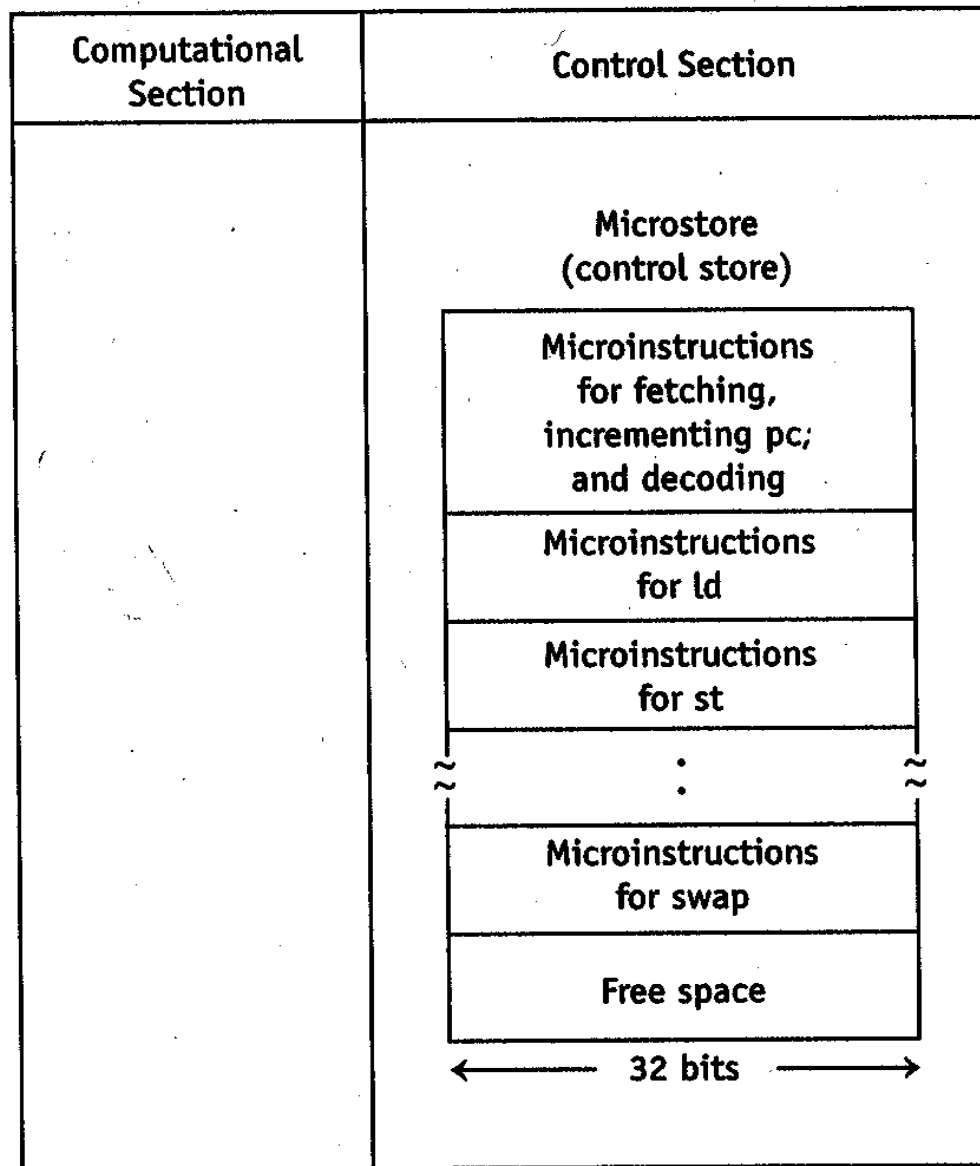 Computational
Section
Control Section
Microstore
(control store)
Microinstructions
for fetching,
incrementing pc;
and decoding
Microinstructions
for ld
Microinstructions
for st
Microinstructions
for swap
Free space
32 bits